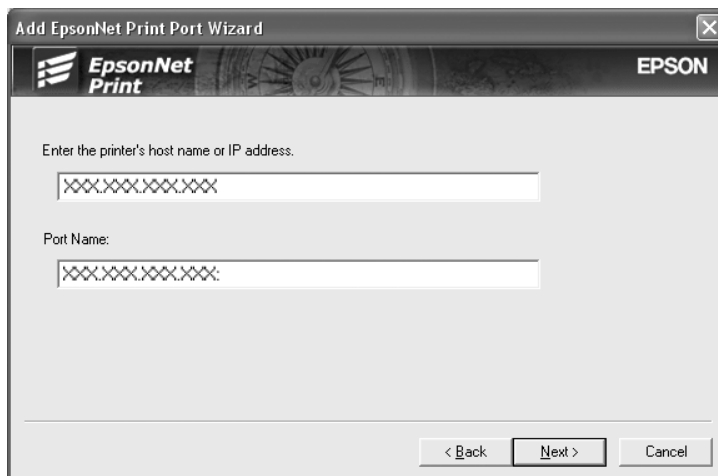 Add EpsonNet Print Port Wizard
EpsonNet
Print
EPSON
Enter the printer's host name or IP address.
XXX.XXX.XXX.XXX
Port Name:
XXX.XXX.XXX.XXX:
< Back
Next >
Cancel